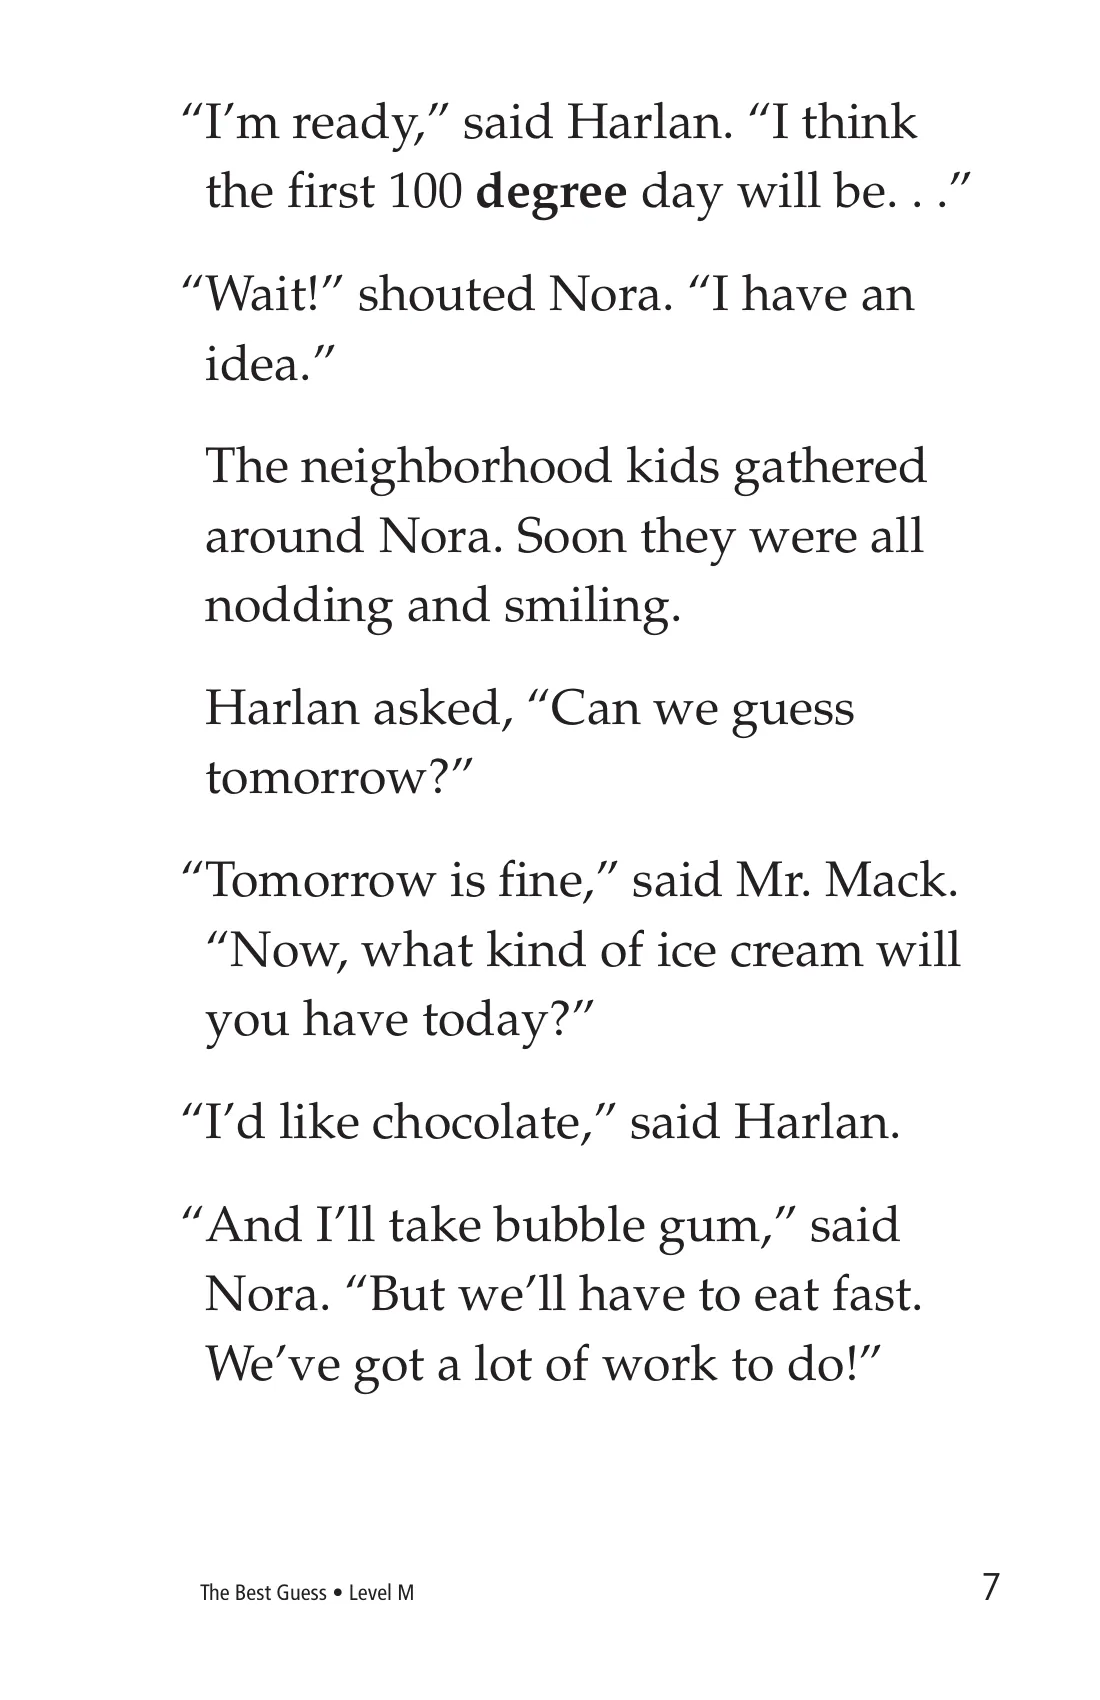 “I’m ready,” said Harlan. “I think
the first 100 degree day will be. . .”
“Wait!” shouted Nora. “I have an
idea.”
The neighborhood kids gathered
around Nora. Soon they were all
nodding and smiling.
Harlan asked, “Can we guess
tomorrow?”
“Tomorrow is fine,” said Mr. Mack.
“Now, what kind of ice cream will
you have today?”
“I’d like chocolate,” said Harlan.
“And I’ll take bubble gum,” said
Nora. “But we’ll have to eat fast.
We’ve got a lot of work to do!”
The Best Guess • Level M
7